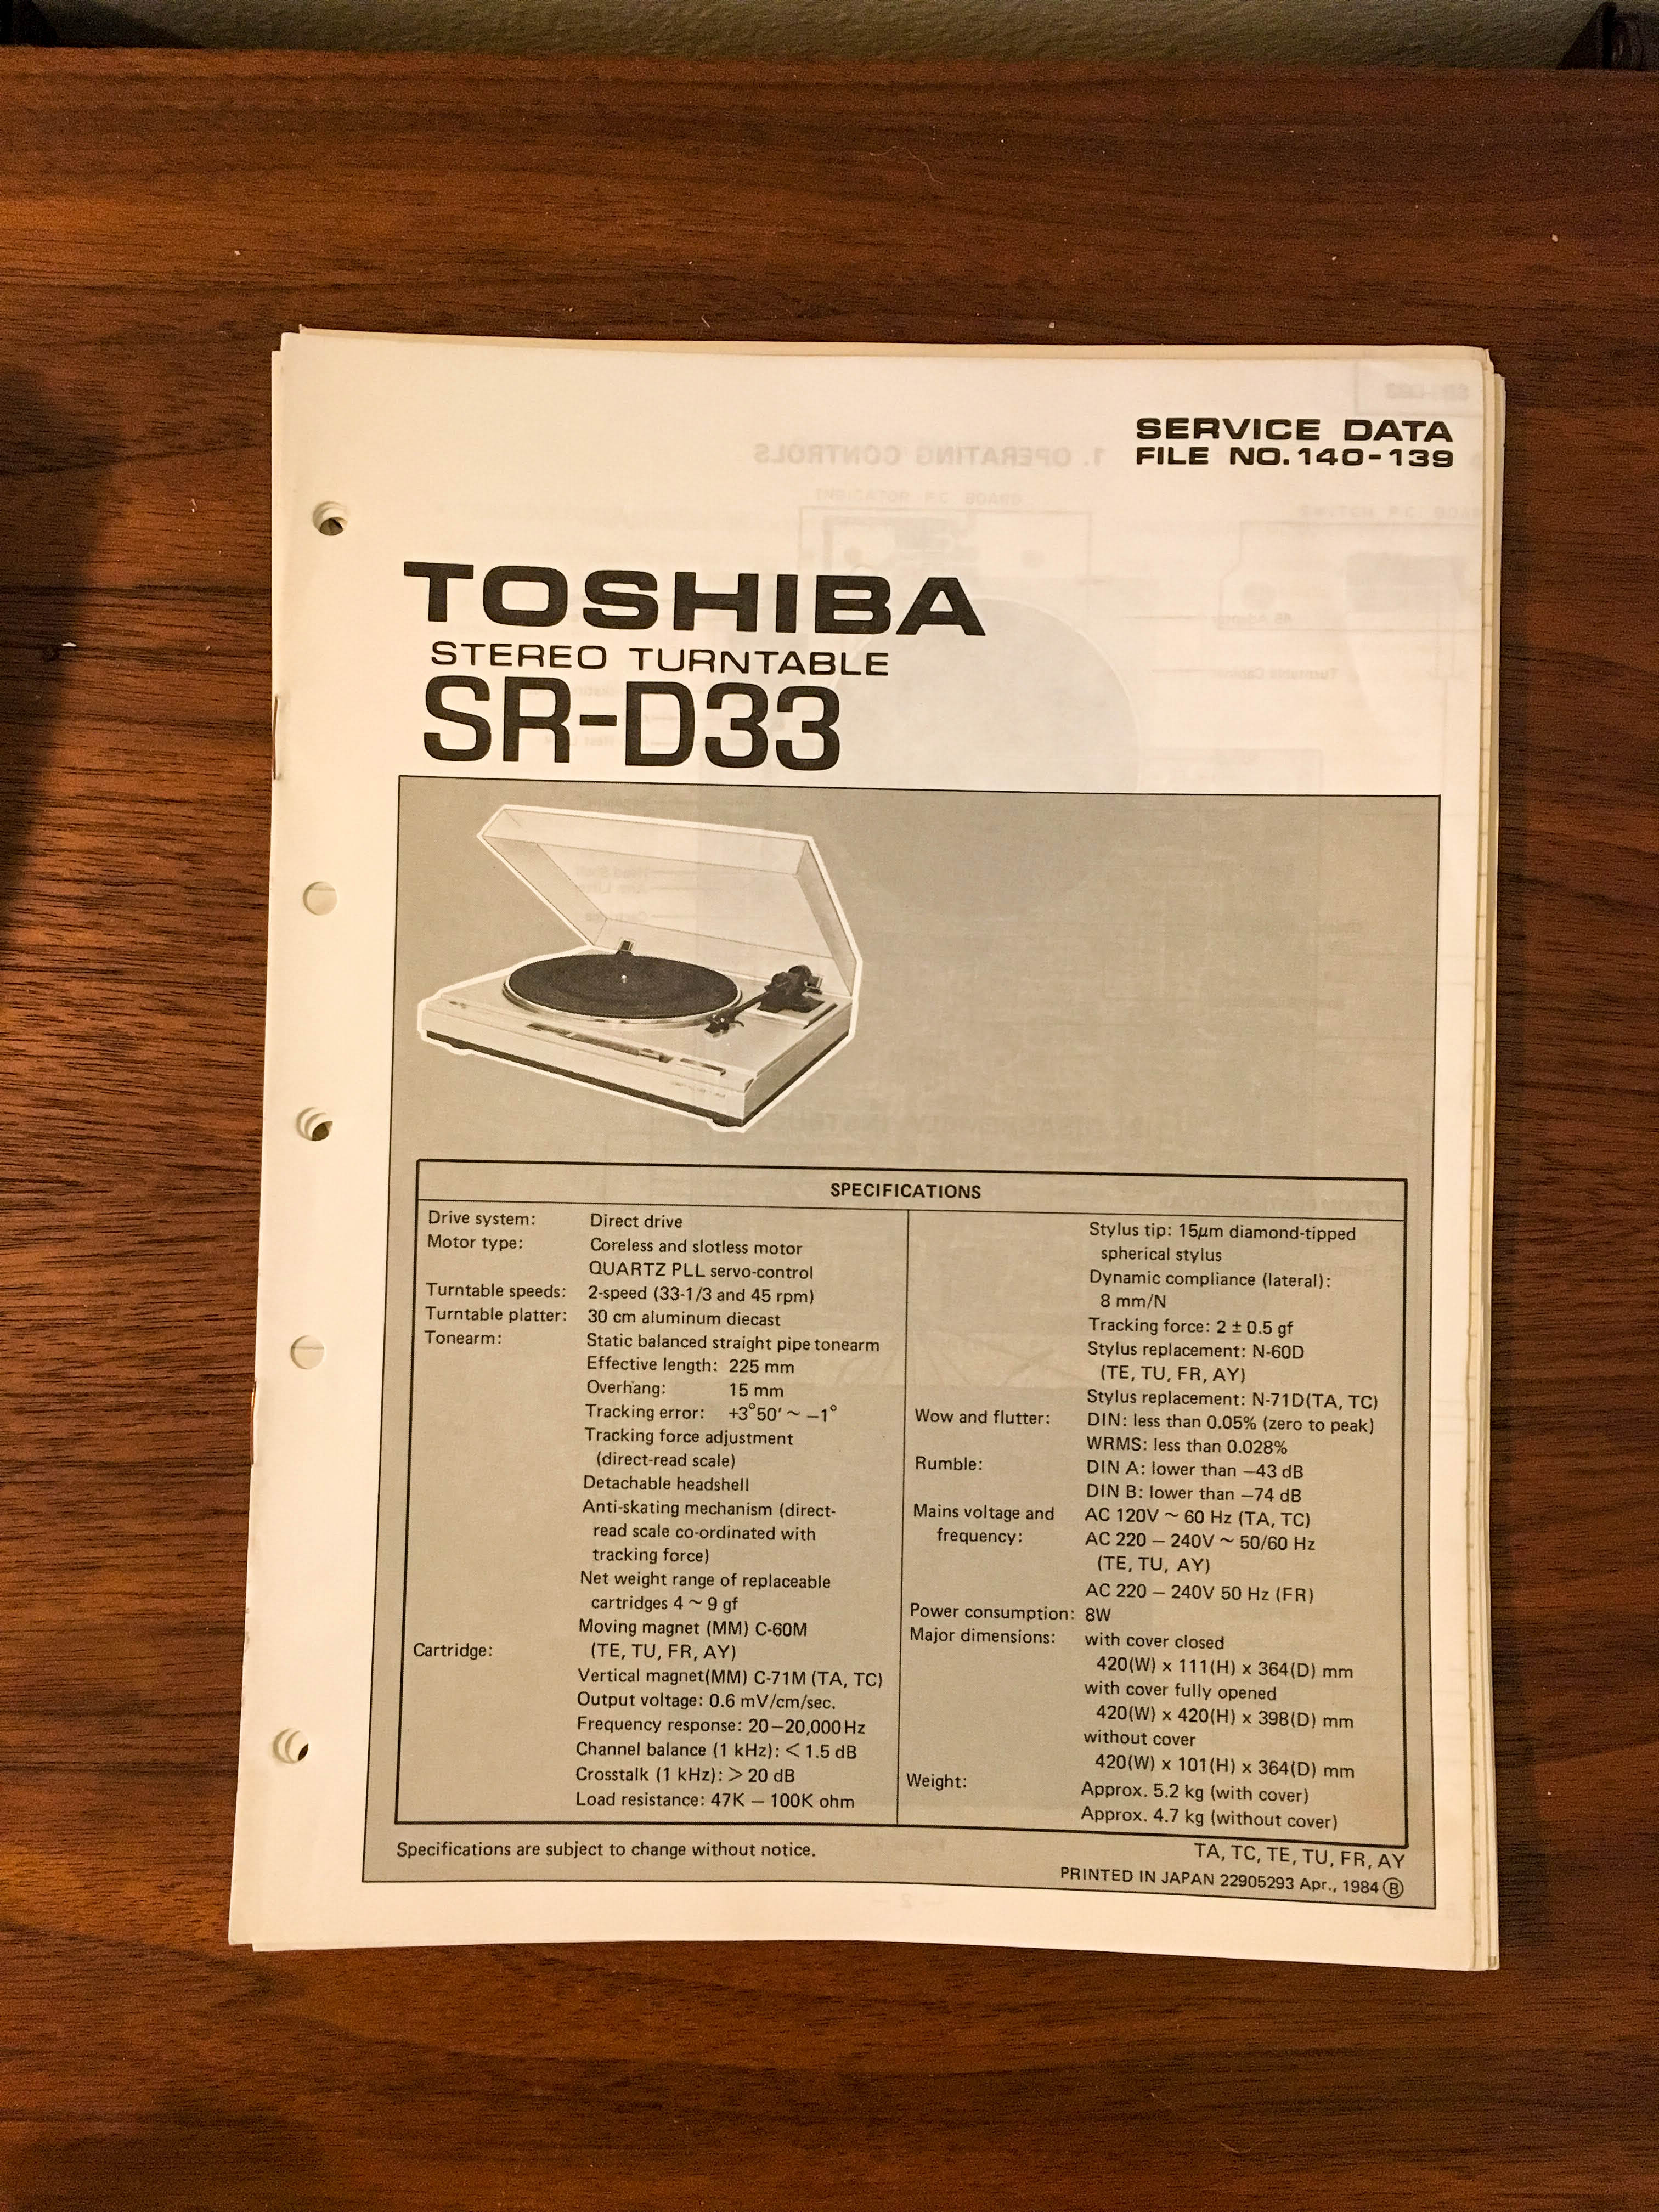 SERVICE DATA
FILE NO. 140-139
TOSHIBA
STEREO TURNTABLE
SR-D33
SPECIFICATIONS
Drive system: Direct drive
Motor type: Coreless and slotless motor
QUARTZ PLL servo-control
Turntable speeds: 2-speed (33-1/3 and 45 rpm)
Turntable platter: 30 cm aluminum diecast
Tonearm: Static balanced straight pipe tonearm
Effective length: 225 mm
Overhang: 15 mm
Tracking error: +3°50' ~ −1°
Tracking force adjustment
(direct-read scale)
Detachable headshell
Anti-skating mechanism (direct-
read scale co-ordinated with
tracking force)
Net weight range of replaceable
cartridges 4 ~ 9 gf
Moving magnet (MM) C-60M
Cartridge: (TE, TU, FR, AY)
Vertical magnet(MM) C-71M (TA, TC)
Output voltage: 0.6 mV/cm/sec.
Frequency response: 20−20,000 Hz
Channel balance (1 kHz): < 1.5 dB
Crosstalk (1 kHz): > 20 dB
Load resistance: 47K − 100K ohm
Stylus tip: 15μm diamond-tipped
spherical stylus
Dynamic compliance (lateral):
8 mm/N
Tracking force: 2 ± 0.5 gf
Stylus replacement: N-60D
(TE, TU, FR, AY)
Stylus replacement: N-71D(TA, TC)
Wow and flutter: DIN: less than 0.05% (zero to peak)
WRMS: less than 0.028%
Rumble: DIN A: lower than −43 dB
DIN B: lower than −74 dB
Mains voltage and AC 120V ~ 60 Hz (TA, TC)
frequency: AC 220 − 240V ~ 50/60 Hz
(TE, TU, AY)
AC 220 − 240V 50 Hz (FR)
Power consumption: 8W
Major dimensions: with cover closed
420(W) x 111(H) x 364(D) mm
with cover fully opened
420(W) x 420(H) x 398(D) mm
without cover
420(W) x 101(H) x 364(D) mm
Weight: Approx. 5.2 kg (with cover)
Approx. 4.7 kg (without cover)
Specifications are subject to change without notice.
TA, TC, TE, TU, FR, AY
PRINTED IN JAPAN 22905293 Apr., 1984 Ⓑ